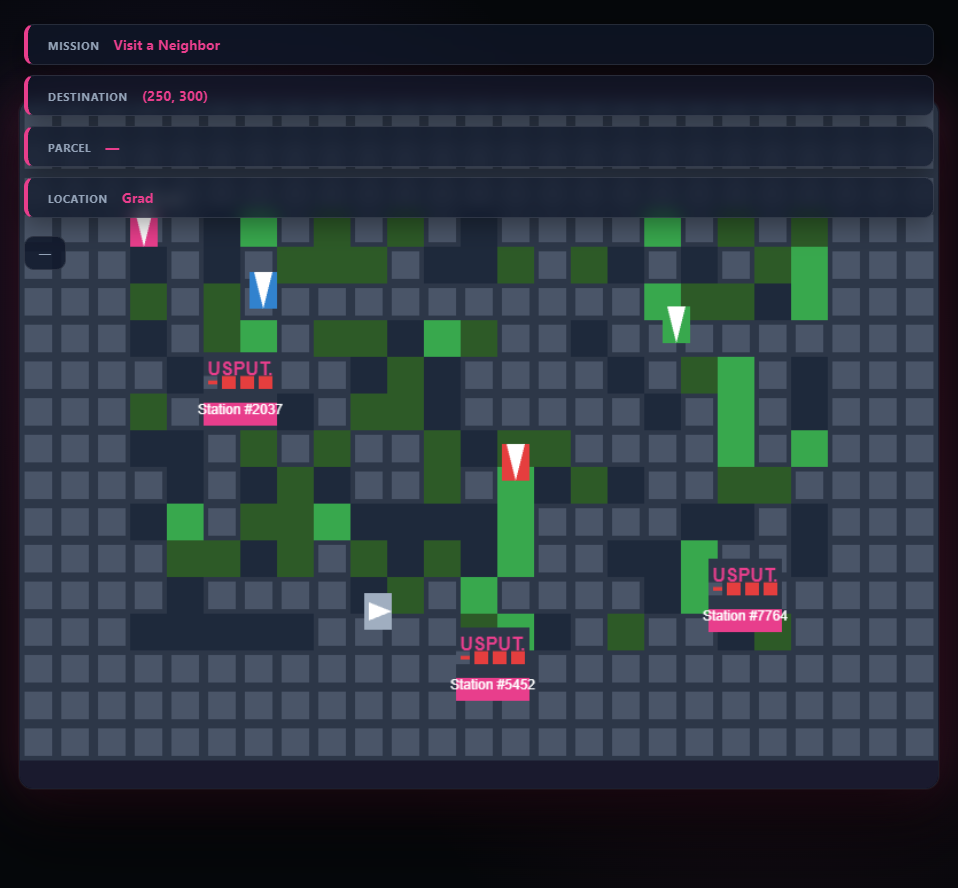 MISSION Visit a Neighbor
DESTINATION (250, 300)
PARCEL —
LOCATION Grad
—
USPUT.
Station #2037
USPUT.
Station #7764
USPUT.
Station #5452